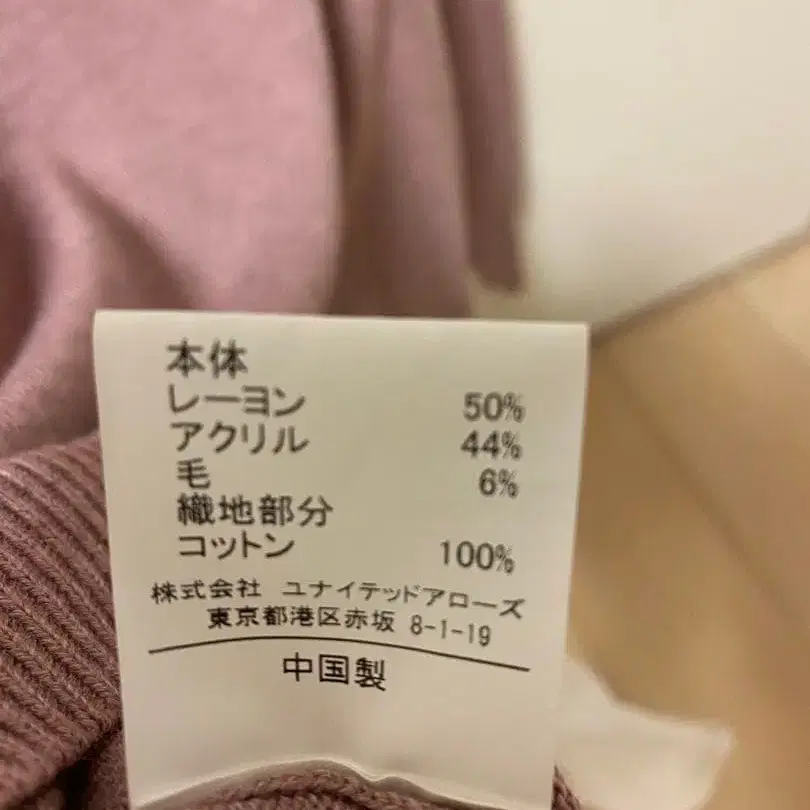 本体
レーヨン 50%
アクリル 44%
毛 6%
織地部分
コットン 100%
株式会社 ユナイテッドアローズ
東京都港区赤坂 8-1-19
中国製